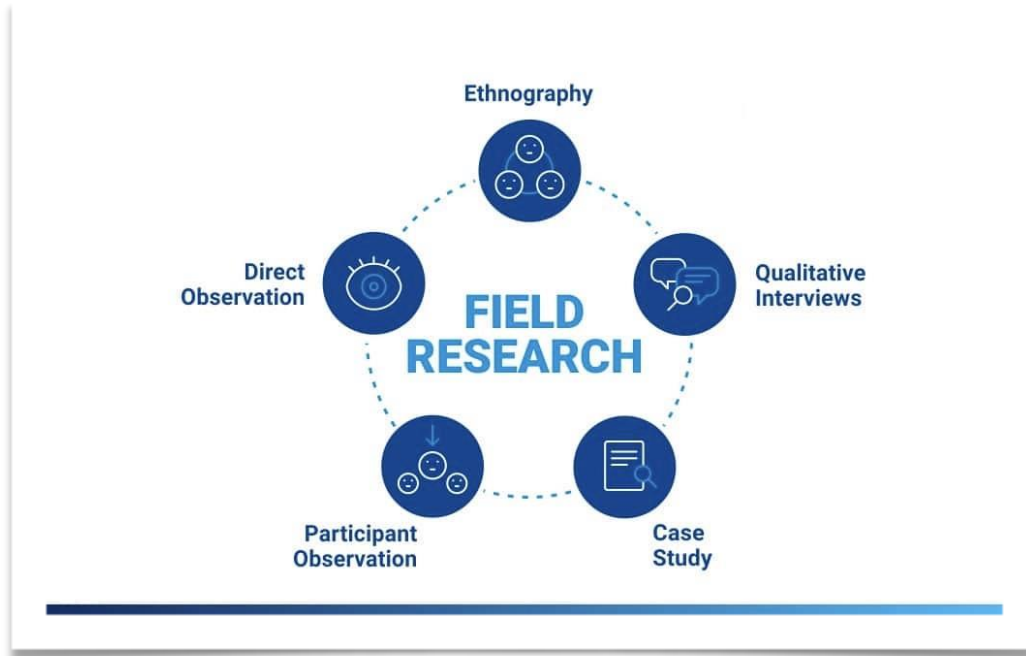 Ethnography
Direct
Observation
Qualitative
Interviews
FIELD
RESEARCH
Participant
Observation
Case
Study